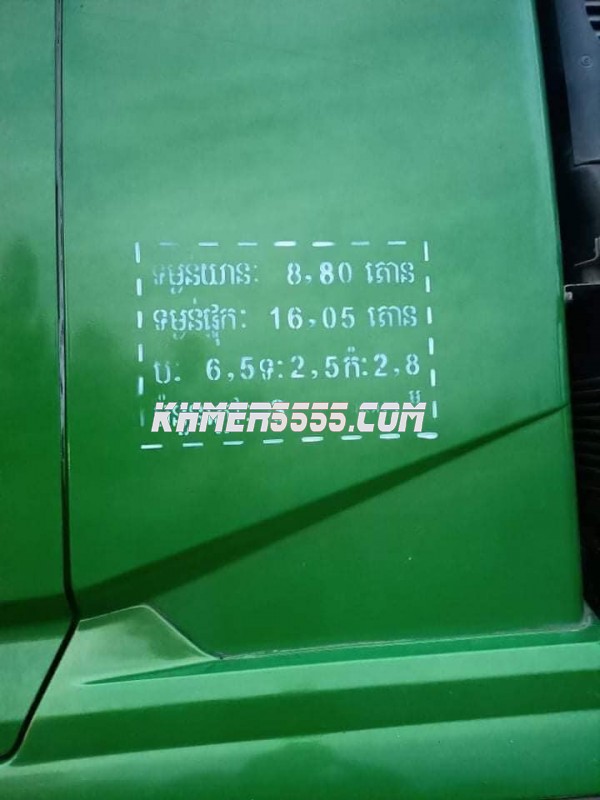 ទម្ងន់យាន: 8,80 តោន
ទម្ងន់ផ្ទុក: 16,05 តោន
ប: 6,5ទ:2,5ក:2,8
ម
KHMER5555.COM